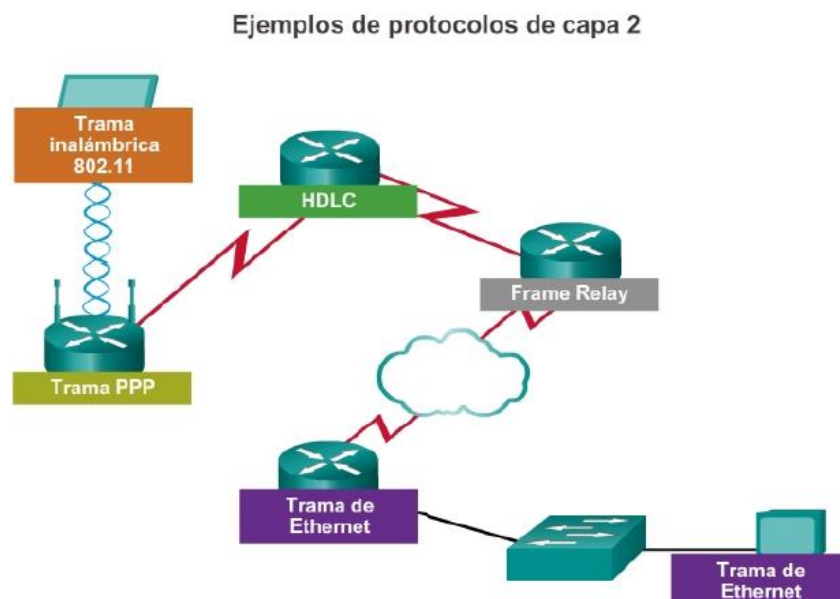 Ejemplos de protocolos de capa 2
Trama
inalámbrica
802.11
HDLC
Frame Relay
Trama PPP
Trama de
Ethernet
Trama de
Ethernet